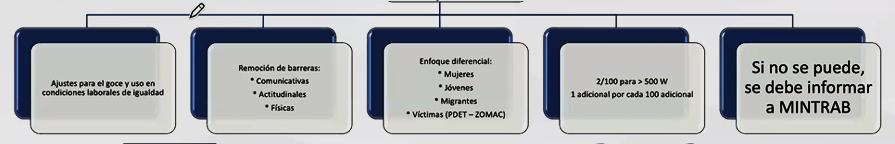 Ajustes para el goce y uso en
condiciones laborales de igualdad
Remoción de barreras:
* Comunicativas
* Actitudinales
* Físicas
Enfoque diferencial:
* Mujeres
* Jóvenes
* Migrantes
* Víctimas (PDET – ZOMAC)
2/100 para > 500 W
1 adicional por cada 100 adicional
Si no se puede,
se debe informar
a MINTRAB